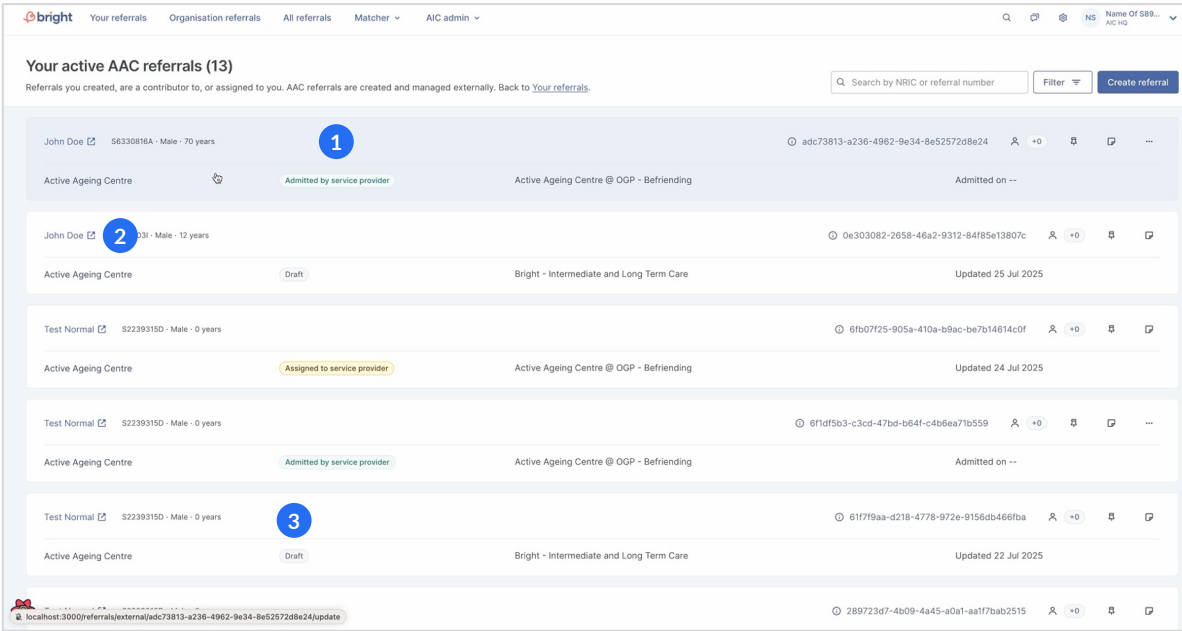 bright Your referrals Organisation referrals All referrals Matcher AIC admin NS Name Of S89...
AIC HQ
Your active AAC referrals (13)
Referrals you created, are a contributor to, or assigned to you. AAC referrals are created and managed externally. Back to Your referrals.
Search by NRIC or referral number Filter Create referral
John Doe S6330816A · Male · 70 years 1 adc73813-a236-4962-9e34-8e52572d8e24 +0 ...
Active Ageing Centre Admitted by service provider Active Ageing Centre @ OGP - Befriending Admitted on --
John Doe 2 03I · Male · 12 years 0e303082-2658-46a2-9312-84f85e13807c +0
Active Ageing Centre Draft Bright - Intermediate and Long Term Care Updated 25 Jul 2025
Test Normal S2239315D · Male · 0 years 6fb07f25-905a-410a-b9ac-be7b14614c0f +0
Active Ageing Centre Assigned to service provider Active Ageing Centre @ OGP - Befriending Updated 24 Jul 2025
Test Normal S2239315D · Male · 0 years 6f1df5b3-c3cd-47bd-b64f-c4b6ea71b559 +0 ...
Active Ageing Centre Admitted by service provider Active Ageing Centre @ OGP - Befriending Admitted on --
Test Normal S2239315D · Male · 0 years 3 61f7f9aa-d218-4778-972e-9156db466fba +0
Active Ageing Centre Draft Bright - Intermediate and Long Term Care Updated 22 Jul 2025
289723d7-4b09-4a45-a0a1-aa1f7bab2515 +0
localhost:3000/referrals/external/adc73813-a236-4962-9e34-8e52572d8e24/update